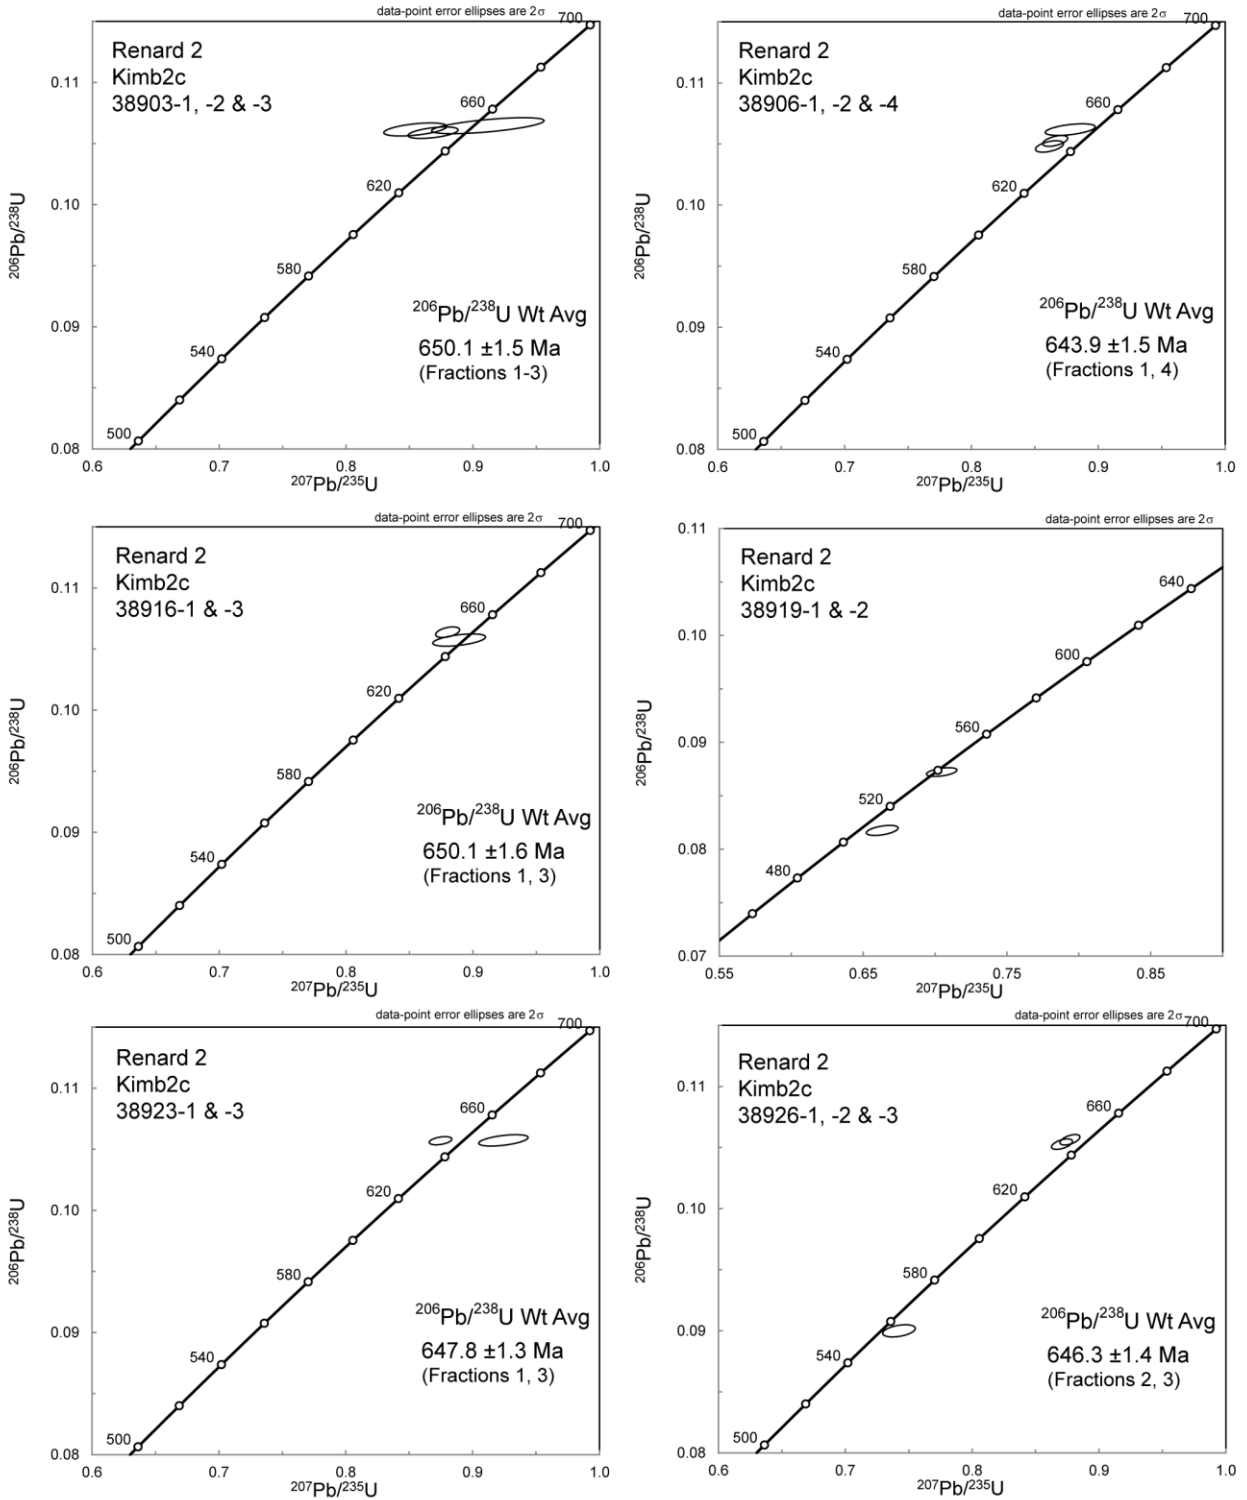 data-point error ellipses are 2σ
Renard 2
Kimb2c
38903-1, -2 & -3
700
660
620
580
540
500
0.11
0.10
0.09
0.08
0.6 0.7 0.8 0.9 1.0
²⁰⁶Pb/²³⁸U
²⁰⁷Pb/²³⁵U
²⁰⁶Pb/²³⁸U Wt Avg
650.1 ±1.5 Ma
(Fractions 1-3)
data-point error ellipses are 2σ
Renard 2
Kimb2c
38906-1, -2 & -4
700
660
620
580
540
500
0.11
0.10
0.09
0.08
0.6 0.7 0.8 0.9 1.0
²⁰⁶Pb/²³⁸U
²⁰⁷Pb/²³⁵U
²⁰⁶Pb/²³⁸U Wt Avg
643.9 ±1.5 Ma
(Fractions 1, 4)
data-point error ellipses are 2σ
Renard 2
Kimb2c
38916-1 & -3
700
660
620
580
540
500
0.11
0.10
0.09
0.08
0.6 0.7 0.8 0.9 1.0
²⁰⁶Pb/²³⁸U
²⁰⁷Pb/²³⁵U
²⁰⁶Pb/²³⁸U Wt Avg
650.1 ±1.6 Ma
(Fractions 1, 3)
data-point error ellipses are 2σ
Renard 2
Kimb2c
38919-1 & -2
640
600
560
520
480
0.11
0.10
0.09
0.08
0.07
0.55 0.65 0.75 0.85
²⁰⁶Pb/²³⁸U
²⁰⁷Pb/²³⁵U
data-point error ellipses are 2σ
Renard 2
Kimb2c
38923-1 & -3
700
660
620
580
540
500
0.11
0.10
0.09
0.08
0.6 0.7 0.8 0.9 1.0
²⁰⁶Pb/²³⁸U
²⁰⁷Pb/²³⁵U
²⁰⁶Pb/²³⁸U Wt Avg
647.8 ±1.3 Ma
(Fractions 1, 3)
data-point error ellipses are 2σ
Renard 2
Kimb2c
38926-1, -2 & -3
700
660
620
580
540
500
0.11
0.10
0.09
0.08
0.6 0.7 0.8 0.9 1.0
²⁰⁶Pb/²³⁸U
²⁰⁷Pb/²³⁵U
²⁰⁶Pb/²³⁸U Wt Avg
646.3 ±1.4 Ma
(Fractions 2, 3)